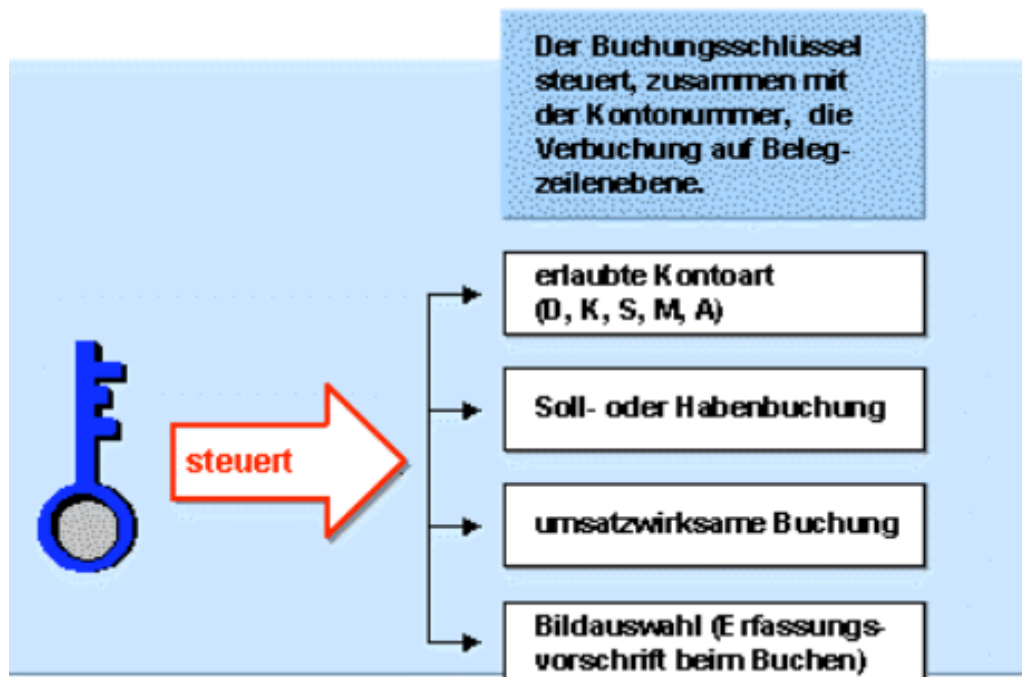 Der Buchungsschlüssel
steuert, zusammen mit
der Kontonummer, die
Verbuchung auf Beleg-
zeilenebene.
erlaubte Kontoart
(D, K, S, M, A)
Soll- oder Habenbuchung
steuert
umsatzwirksame Buchung
Bildauswahl (Erfassungs-
vorschrift beim Buchen)